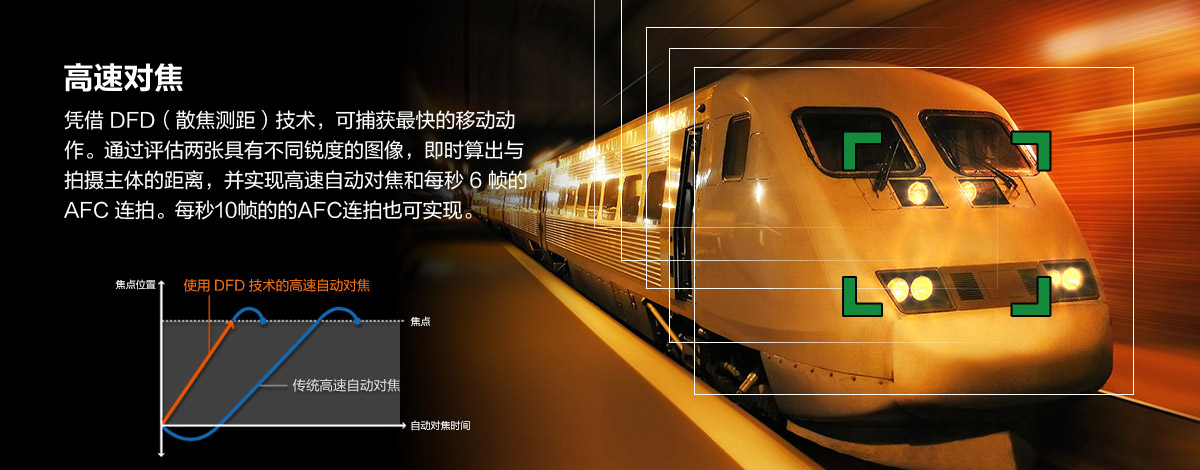 高速对焦
凭借 DFD（散焦测距）技术，可捕获最快的移动动
作。通过评估两张具有不同锐度的图像，即时算出与
拍摄主体的距离，并实现高速自动对焦和每秒 6 帧的
AFC 连拍。每秒10帧的的AFC连拍也可实现。
焦点位置
使用 DFD 技术的高速自动对焦
焦点
传统高速自动对焦
自动对焦时间